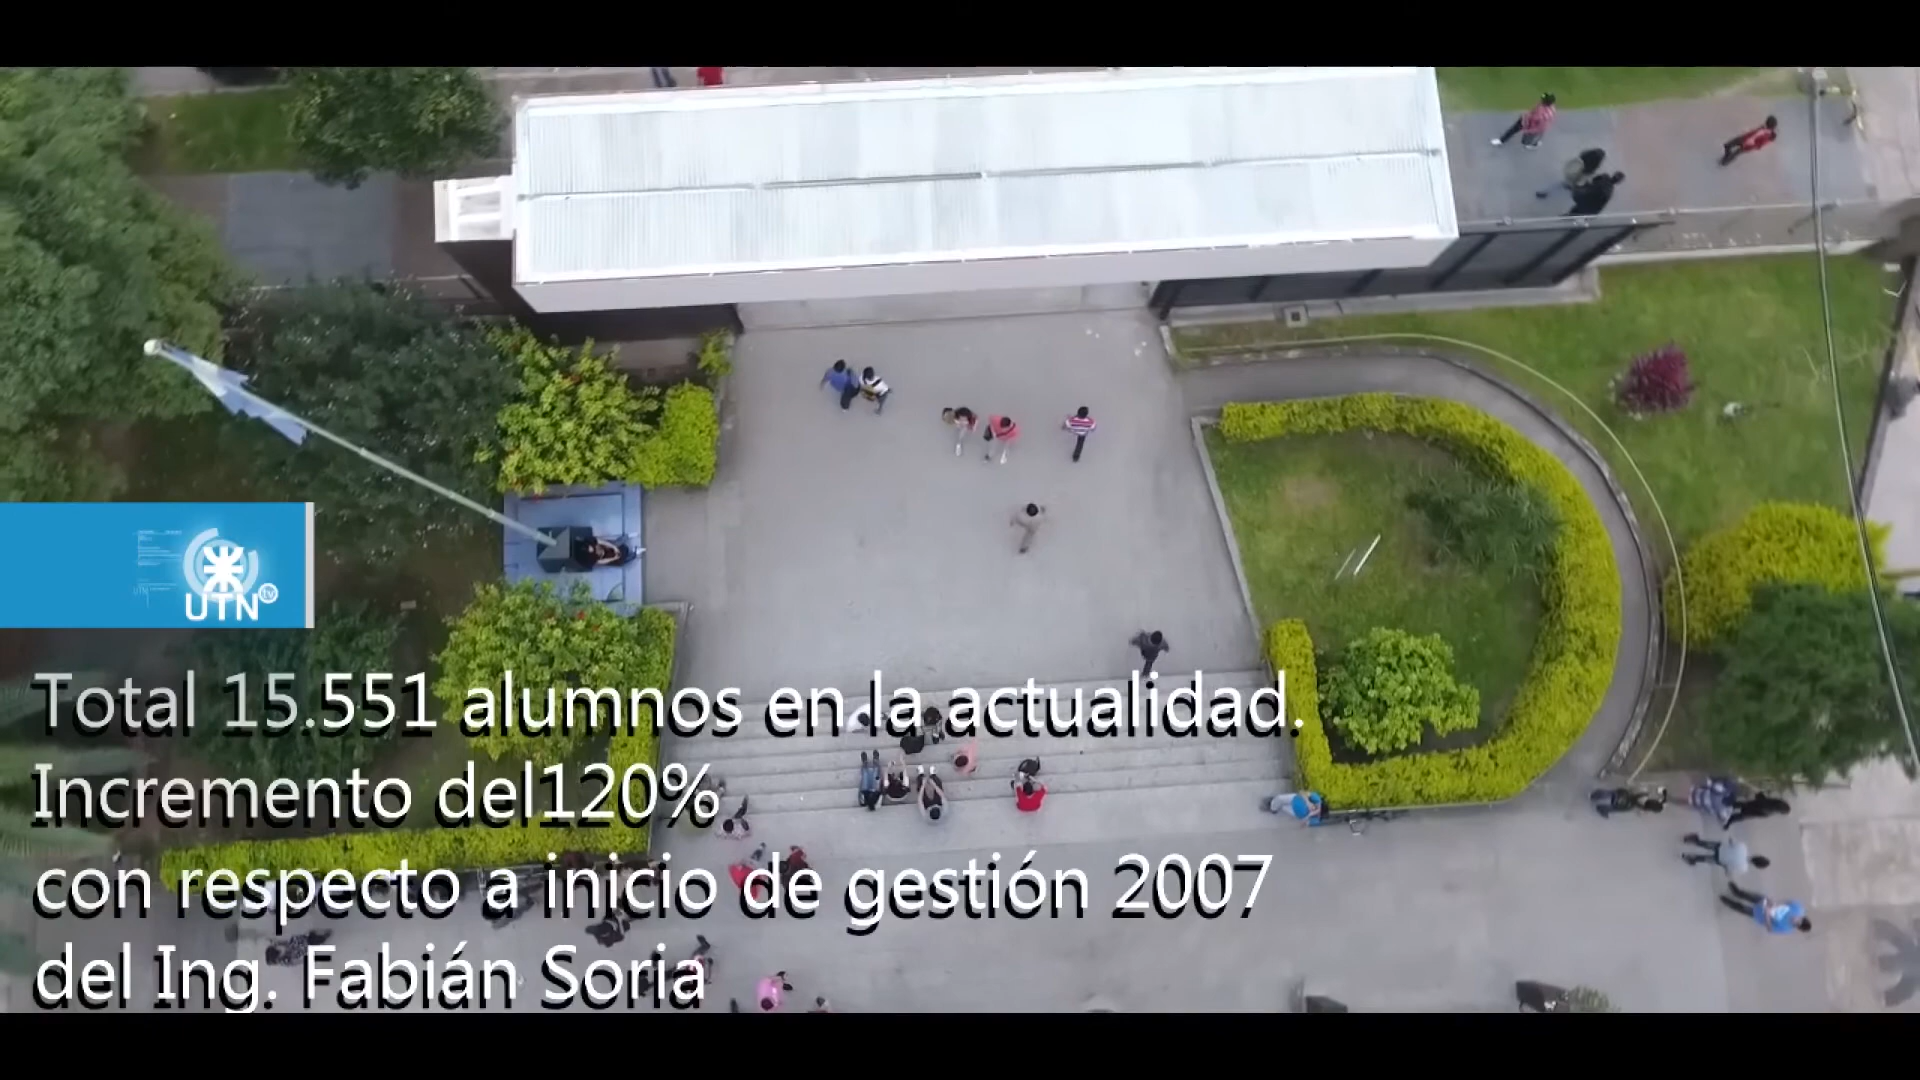 UTN tv
Total 15.551 alumnos en la actualidad.
Incremento del120%
con respecto a inicio de gestión 2007
del Ing. Fabián Soria